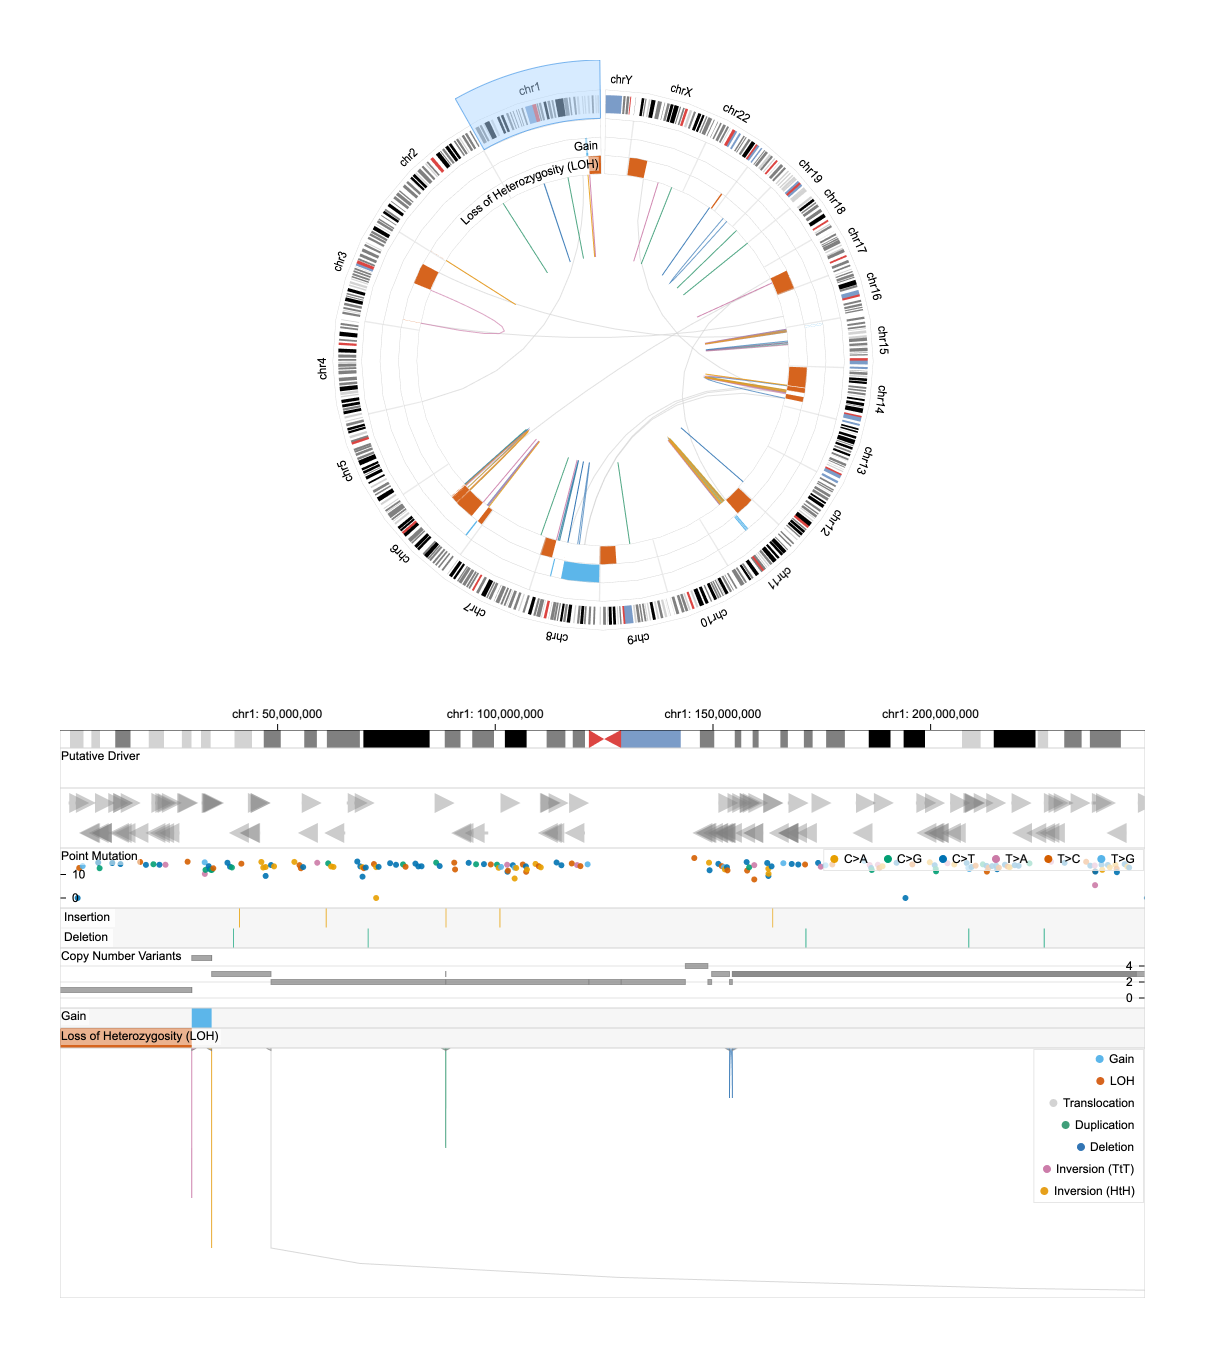 chr1
chrY
chrX
chr22
chr19
chr18
chr17
chr16
chr15
chr14
chr13
chr12
chr11
chr10
chr9
chr8
chr7
chr6
chr5
chr4
chr3
chr2
Gain
Loss of Heterozygosity (LOH)
chr1: 50,000,000 chr1: 100,000,000 chr1: 150,000,000 chr1: 200,000,000
Putative Driver
Point Mutation
C>A C>G C>T T>A T>C T>G
10
0
Insertion
Deletion
Copy Number Variants
4
2
0
Gain
Loss of Heterozygosity (LOH)
Gain
LOH
Translocation
Duplication
Deletion
Inversion (TtT)
Inversion (HtH)